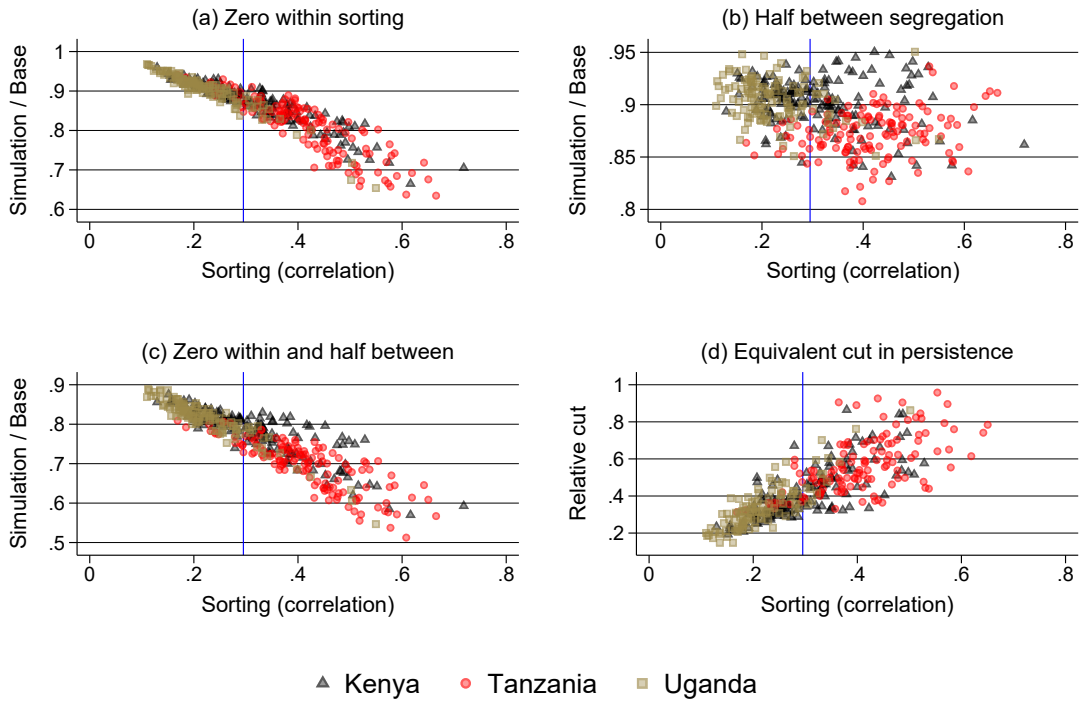 (a) Zero within sorting
Simulation / Base
1
.9
.8
.7
.6
0 .2 .4 .6 .8
Sorting (correlation)
(b) Half between segregation
Simulation / Base
.95
.9
.85
.8
0 .2 .4 .6 .8
Sorting (correlation)
(c) Zero within and half between
Simulation / Base
.9
.8
.7
.6
.5
0 .2 .4 .6 .8
Sorting (correlation)
(d) Equivalent cut in persistence
Relative cut
1
.8
.6
.4
.2
0 .2 .4 .6 .8
Sorting (correlation)
Kenya Tanzania Uganda